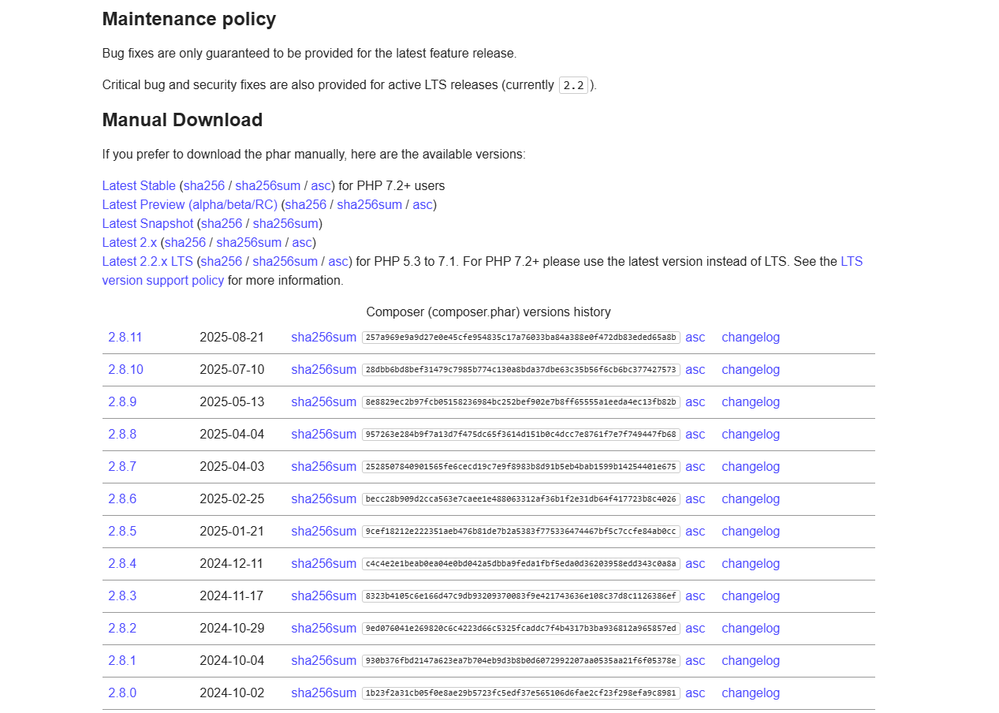 Maintenance policy
Bug fixes are only guaranteed to be provided for the latest feature release.
Critical bug and security fixes are also provided for active LTS releases (currently 2.2).
Manual Download
If you prefer to download the phar manually, here are the available versions:
Latest Stable (sha256 / sha256sum / asc) for PHP 7.2+ users
Latest Preview (alpha/beta/RC) (sha256 / sha256sum / asc)
Latest Snapshot (sha256 / sha256sum)
Latest 2.x (sha256 / sha256sum / asc)
Latest 2.2.x LTS (sha256 / sha256sum / asc) for PHP 5.3 to 7.1. For PHP 7.2+ please use the latest version instead of LTS. See the LTS
version support policy for more information.
Composer (composer.phar) versions history
2.8.11 2025-08-21 sha256sum 257a969e9a9d27e0e45cfe954835c17a76033ba84a388e0f472db83eded65a8b asc changelog
2.8.10 2025-07-10 sha256sum 28dbb6bd8bef31479c7985b774c130a8bda37dbe63c35b56f6cb6bc377427573 asc changelog
2.8.9 2025-05-13 sha256sum 8e8829ec2b97fcb05158236984bc252bef902e7b8ff65555a1eeda4ec13fb82b asc changelog
2.8.8 2025-04-04 sha256sum 957263e284b9f7a13d7f475dc65f3614d151b0c4dcc7e8761f7e7f749447fb68 asc changelog
2.8.7 2025-04-03 sha256sum 2528507840901565fe6cecd19c7e9f8983b8d91b5eb4bab1599b14254401e675 asc changelog
2.8.6 2025-02-25 sha256sum becc28b909d2cca563e7caee1e488063312af36b1f2e31db64f417723b8c4026 asc changelog
2.8.5 2025-01-21 sha256sum 9cef18212e222351aeb476b81de7b2a5383f775336474467bf5c7ccfe84ab0cc asc changelog
2.8.4 2024-12-11 sha256sum c4c4e2e1beab0ea04e0bd042a5dbba9feda1fbf5eda0d36203958edd343c0a8a asc changelog
2.8.3 2024-11-17 sha256sum 8323b4105c6e166d47c9db93209370083f9e421743636e108c37d8c1126386ef asc changelog
2.8.2 2024-10-29 sha256sum 9ed076041e269820c6c4223d66c5325fcaddc7f4b4317b3ba936812a965857ed asc changelog
2.8.1 2024-10-04 sha256sum 930b376fbd2147a623ea7b704eb9d3b8b0d6072992207aa0535aa21f6f05378e asc changelog
2.8.0 2024-10-02 sha256sum 1b23f2a31cb05f0e8ae29b5723fc5edf37e565106d6fae2cf23f298efa9c8981 asc changelog